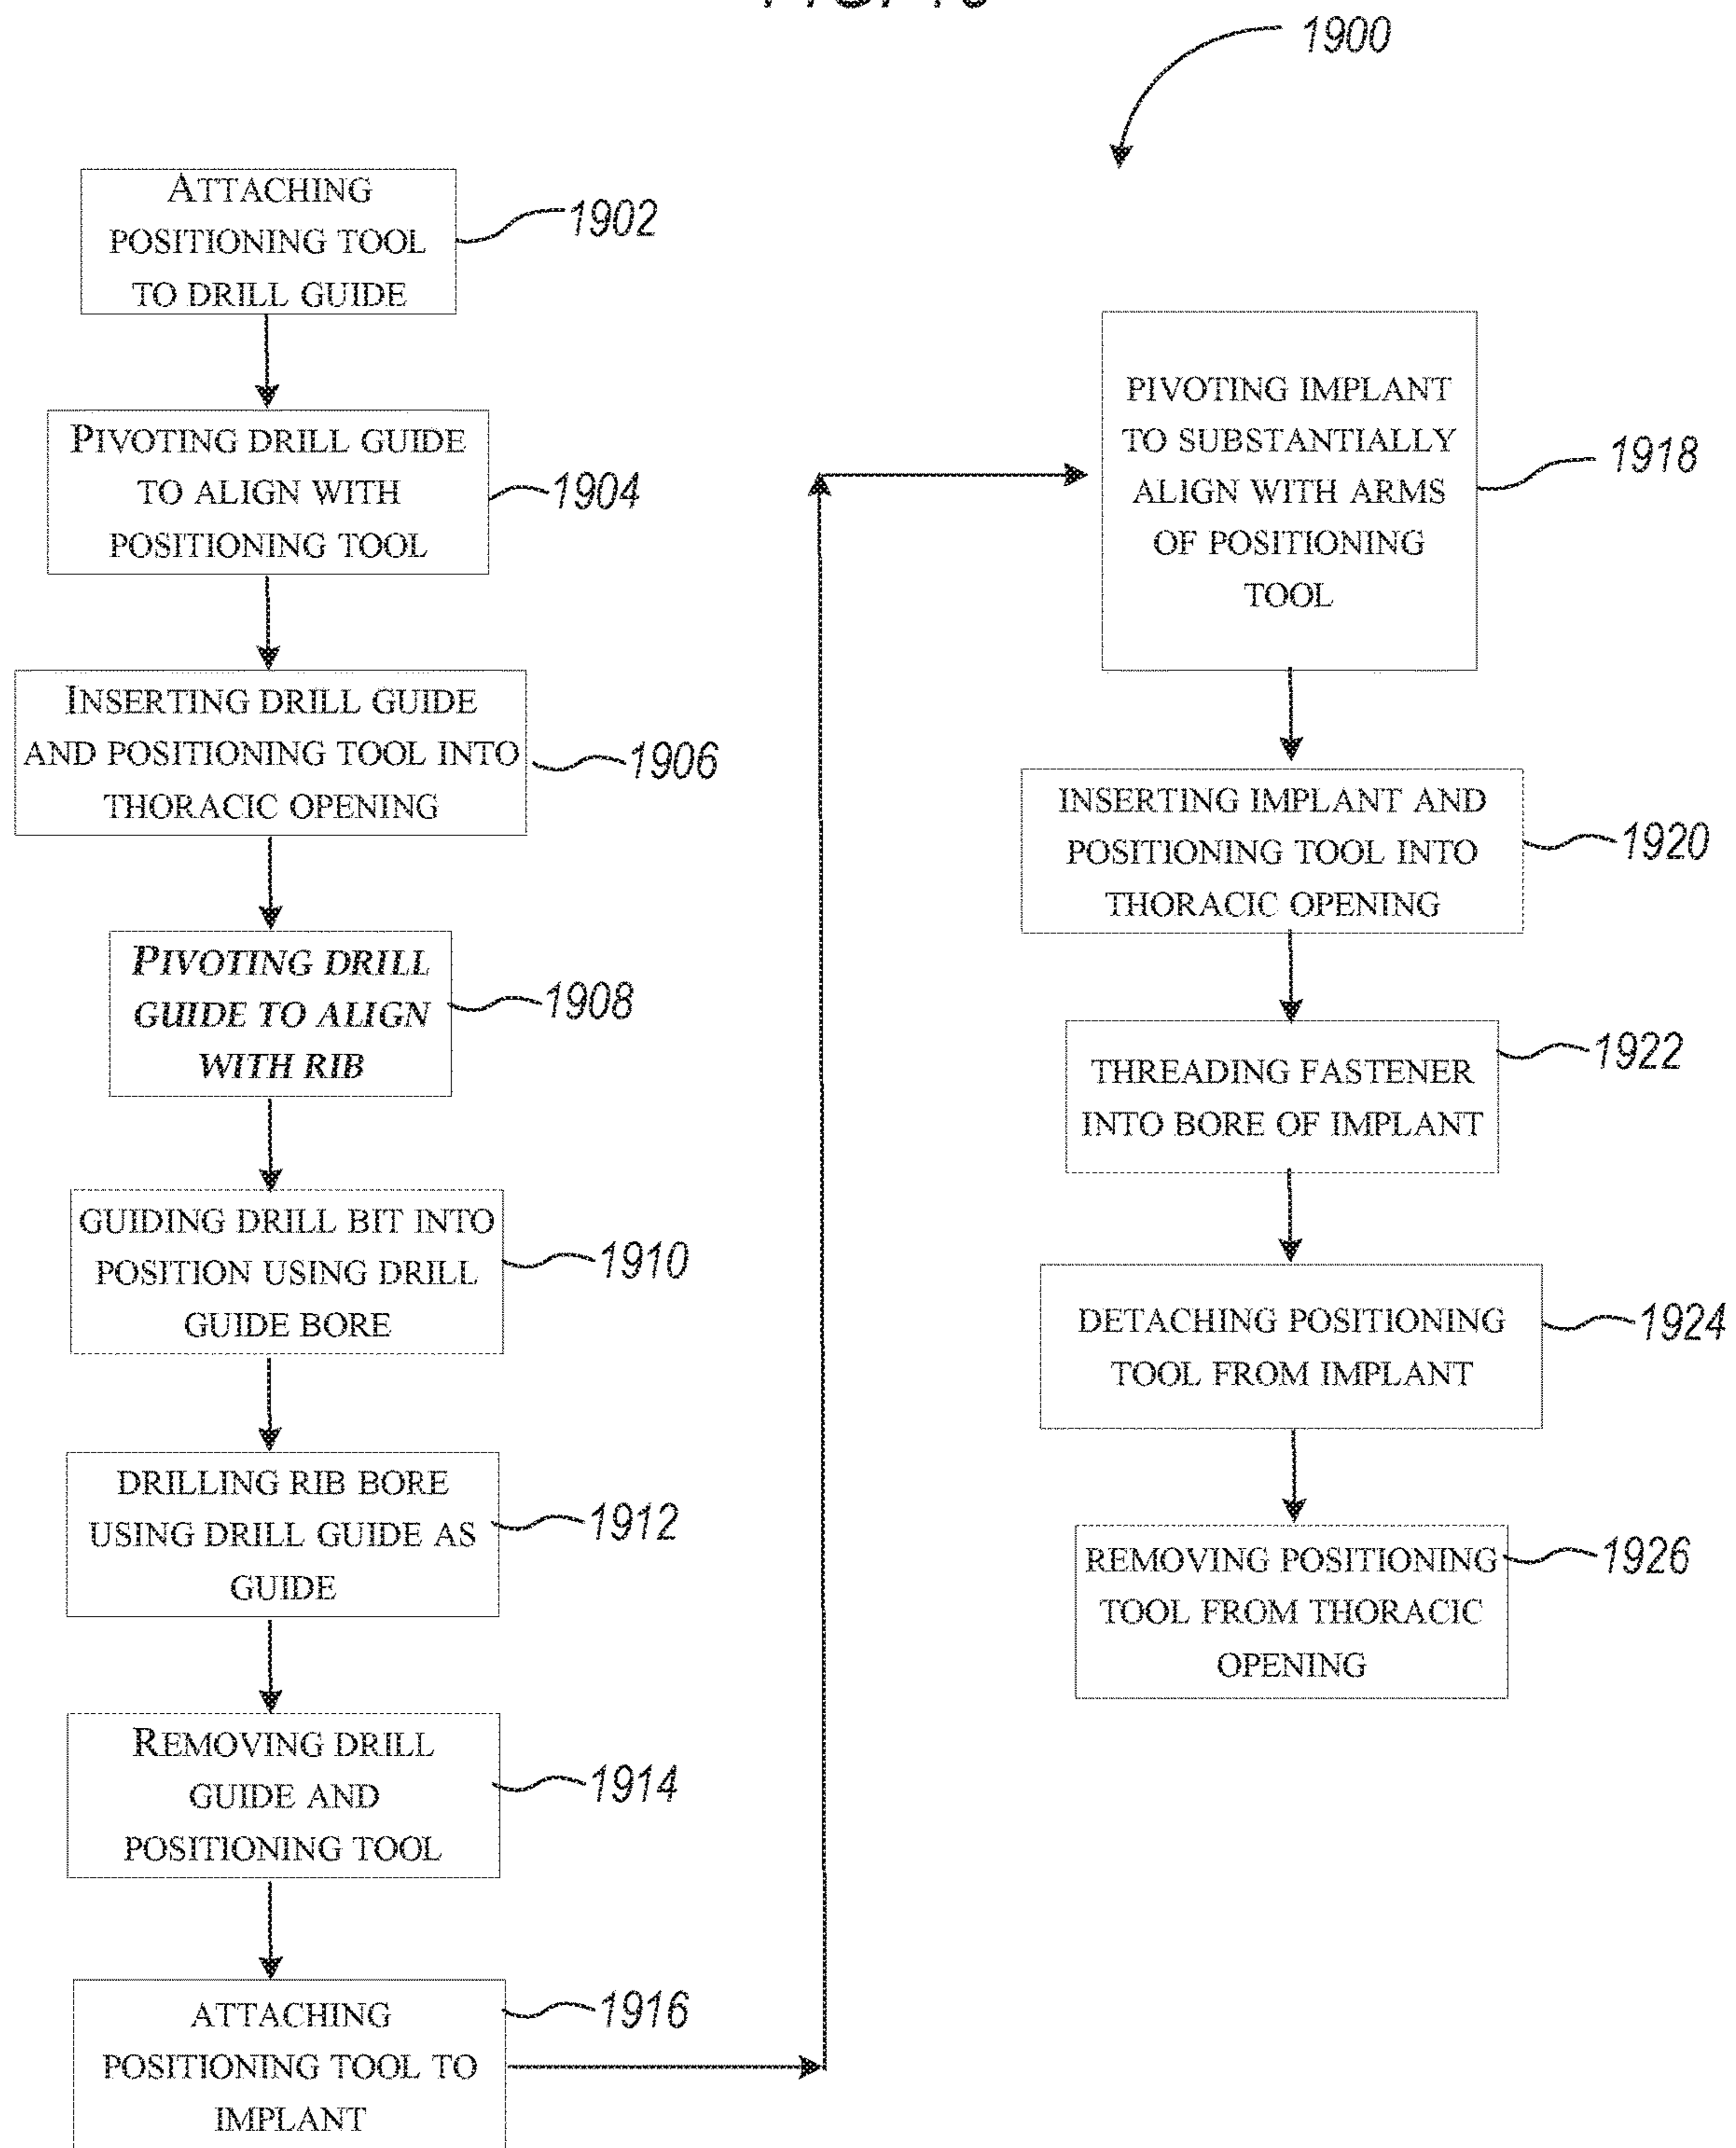 1900
ATTACHING
POSITIONING TOOL
TO DRILL GUIDE
1902
PIVOTING DRILL GUIDE
TO ALIGN WITH
POSITIONING TOOL
1904
INSERTING DRILL GUIDE
AND POSITIONING TOOL INTO
THORACIC OPENING
1906
PIVOTING DRILL
GUIDE TO ALIGN
WITH RIB
1908
GUIDING DRILL BIT INTO
POSITION USING DRILL
GUIDE BORE
1910
DRILLING RIB BORE
USING DRILL GUIDE AS
GUIDE
1912
REMOVING DRILL
GUIDE AND
POSITIONING TOOL
1914
ATTACHING
POSITIONING TOOL TO
IMPLANT
1916
PIVOTING IMPLANT
TO SUBSTANTIALLY
ALIGN WITH ARMS
OF POSITIONING
TOOL
1918
INSERTING IMPLANT AND
POSITIONING TOOL INTO
THORACIC OPENING
1920
THREADING FASTENER
INTO BORE OF IMPLANT
1922
DETACHING POSITIONING
TOOL FROM IMPLANT
1924
REMOVING POSITIONING
TOOL FROM THORACIC
OPENING
1926